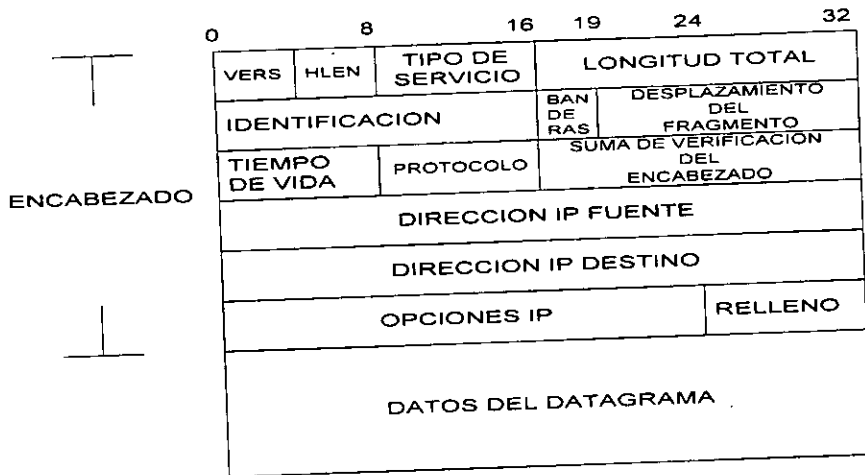 0 8 16 19 24 32
VERS HLEN TIPO DE SERVICIO LONGITUD TOTAL
IDENTIFICACION BAN DE RAS DESPLAZAMIENTO DEL FRAGMENTO
TIEMPO DE VIDA PROTOCOLO SUMA DE VERIFICACION DEL ENCABEZADO
ENCABEZADO
DIRECCION IP FUENTE
DIRECCION IP DESTINO
OPCIONES IP RELLENO
DATOS DEL DATAGRAMA